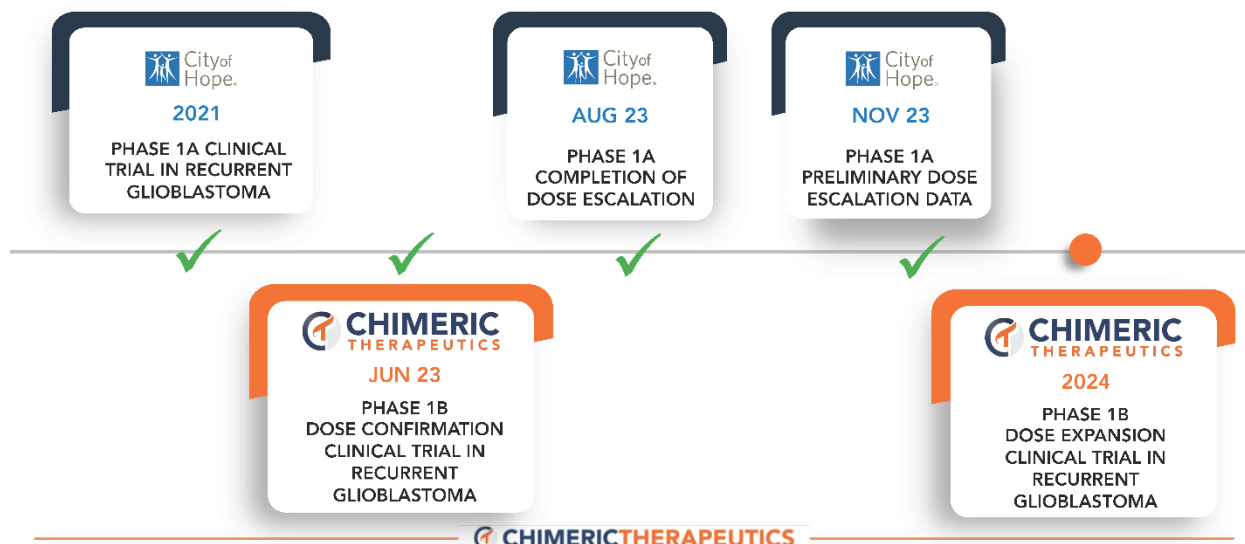 City of
Hope.
2021
PHASE 1A CLINICAL
TRIAL IN RECURRENT
GLIOBLASTOMA
City of
Hope.
AUG 23
PHASE 1A
COMPLETION OF
DOSE ESCALATION
City of
Hope.
NOV 23
PHASE 1A
PRELIMINARY DOSE
ESCALATION DATA
CHIMERIC
THERAPEUTICS
JUN 23
PHASE 1B
DOSE CONFIRMATION
CLINICAL TRIAL IN
RECURRENT
GLIOBLASTOMA
CHIMERIC
THERAPEUTICS
2024
PHASE 1B
DOSE EXPANSION
CLINICAL TRIAL IN
RECURRENT
GLIOBLASTOMA
CHIMERICTHERAPEUTICS